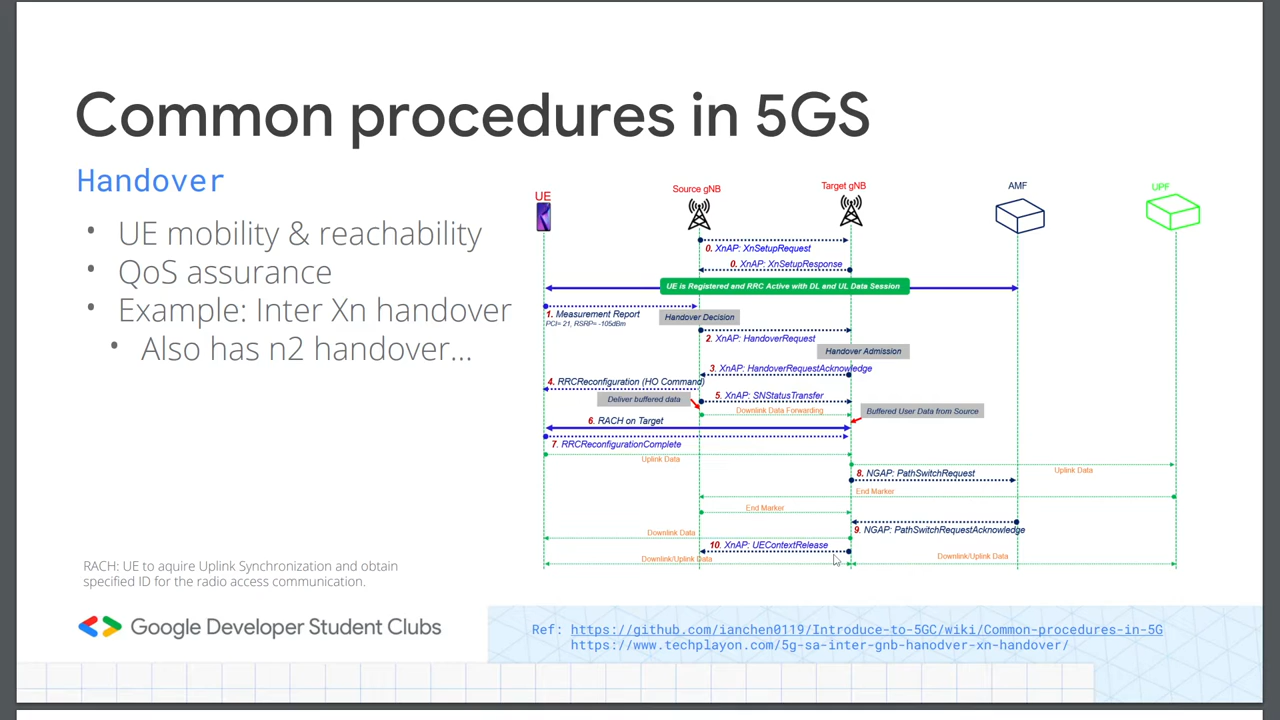 Common procedures in 5GS
Handover
• UE mobility & reachability
• QoS assurance
• Example: Inter Xn handover
• Also has n2 handover...
RACH: UE to aquire Uplink Synchronization and obtain
specified ID for the radio access communication.
UE
Source gNB
Target gNB
AMF
UPF
0. XnAP: XnSetupRequest
0. XnAP: XnSetupResponse
UE is Registered and RRC Active with DL and UL Data Session
1. Measurement Report
PCI= 21, RSRP= -105dBm
Handover Decision
2. XnAP: HandoverRequest
Handover Admission
3. XnAP: HandoverRequestAcknowledge
4. RRCReconfiguration (HO Command)
Deliver buffered data
5. XnAP: SNStatusTransfer
Downlink Data Forwarding
Buffered User Data from Source
6. RACH on Target
7. RRCReconfigurationComplete
Uplink Data
Uplink Data
8. NGAP: PathSwitchRequest
End Marker
End Marker
9. NGAP: PathSwitchRequestAcknowledge
Downlink Data
10. XnAP: UEContextRelease
Downlink/Uplink Data
Downlink/Uplink Data
Google Developer Student Clubs
Ref: https://github.com/ianchen0119/Introduce-to-5GC/wiki/Common-procedures-in-5G
https://www.techplayon.com/5g-sa-inter-gnb-hanodver-xn-handover/